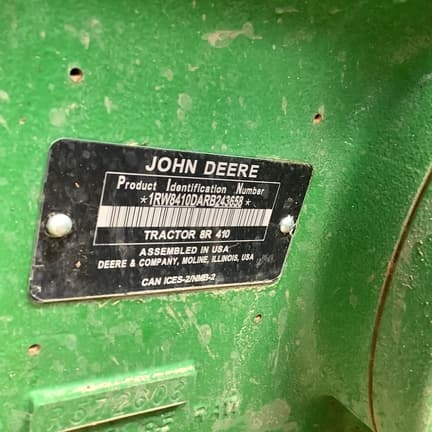 JOHN DEERE
Product Identification Number
*1RW8410DARB243658*
TRACTOR 8R 410
ASSEMBLED IN USA
DEERE & COMPANY, MOLINE, ILLINOIS, USA
CAN ICES-2/NMB-2